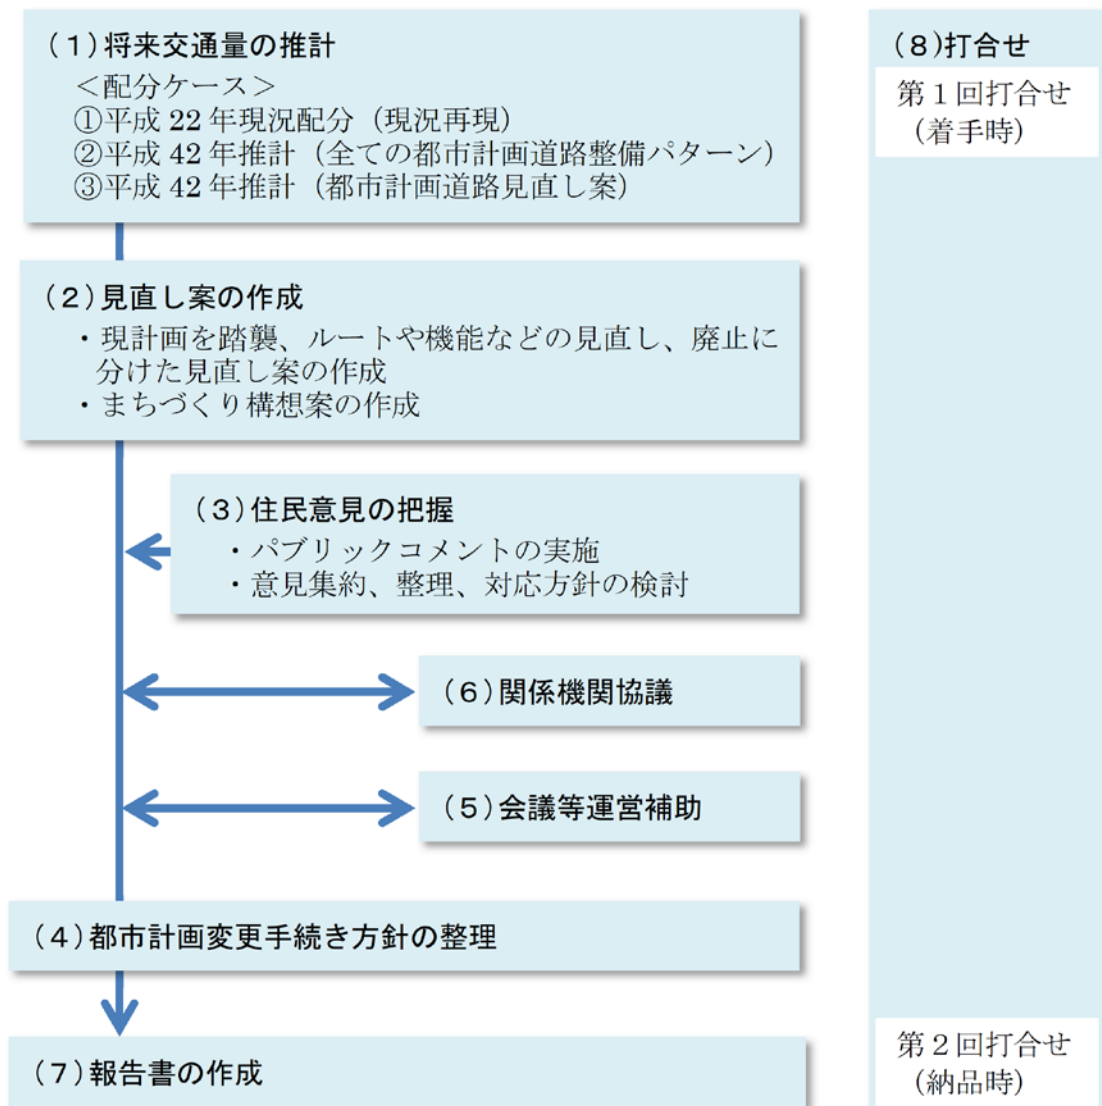 (１)将来交通量の推計
＜配分ケース＞
①平成 22 年現況配分（現況再現）
②平成 42 年推計（全ての都市計画道路整備パターン）
③平成 42 年推計（都市計画道路見直し案）
(２)見直し案の作成
・現計画を踏襲、ルートや機能などの見直し、廃止に
分けた見直し案の作成
・まちづくり構想案の作成
(３)住民意見の把握
・パブリックコメントの実施
・意見集約、整理、対応方針の検討
(６)関係機関協議
(５)会議等運営補助
(４)都市計画変更手続き方針の整理
(７)報告書の作成
(８)打合せ
第１回打合せ
（着手時）
第２回打合せ
（納品時）